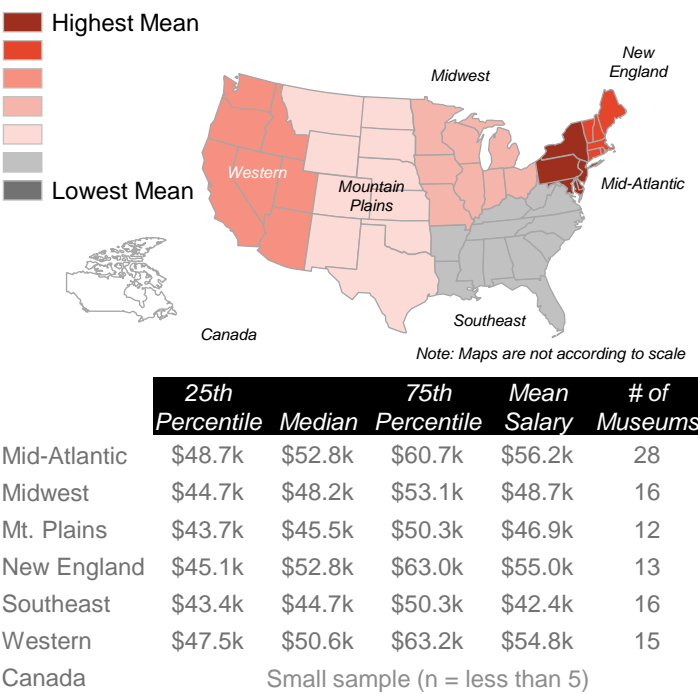 Highest Mean
Lowest Mean
New
England
Midwest
Western
Mountain
Plains
Mid-Atlantic
Southeast
Canada
Note: Maps are not according to scale
25th Percentile Median 75th Percentile Mean Salary # of Museums
Mid-Atlantic $48.7k $52.8k $60.7k $56.2k 28
Midwest $44.7k $48.2k $53.1k $48.7k 16
Mt. Plains $43.7k $45.5k $50.3k $46.9k 12
New England $45.1k $52.8k $63.0k $55.0k 13
Southeast $43.4k $44.7k $50.3k $42.4k 16
Western $47.5k $50.6k $63.2k $54.8k 15
Canada Small sample (n = less than 5)